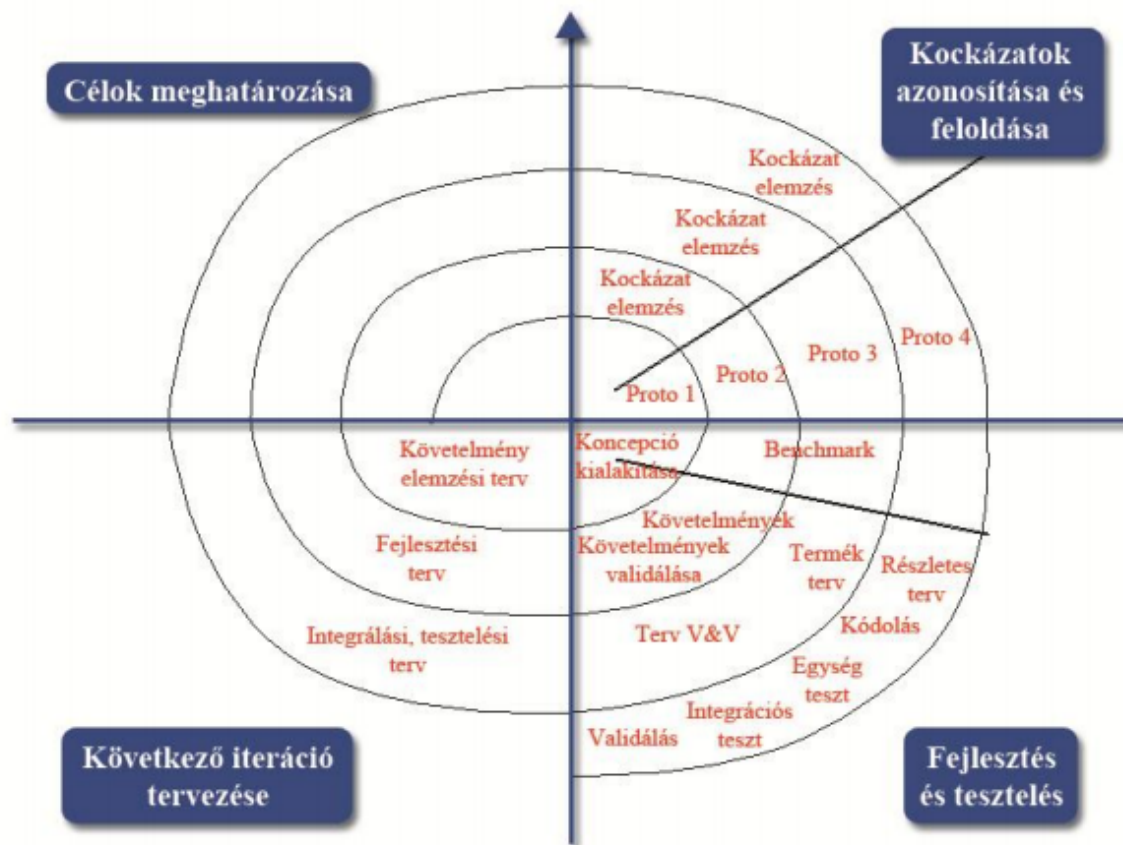 Célok meghatározása
Kockázatok
azonosítása és
feloldása
Kockázat
elemzés
Kockázat
elemzés
Kockázat
elemzés
Proto 1
Proto 2
Proto 3
Proto 4
Követelmény
elemzési terv
Koncepció
kialakítása
Benchmark
Fejlesztési
terv
Követelmények
Követelmények
validálása
Termék
terv
Részletes
terv
Integrálási, tesztelési
terv
Terv V&V
Kódolás
Egység
teszt
Integrációs
teszt
Validálás
Következő iteráció
tervezése
Fejlesztés
és tesztelés